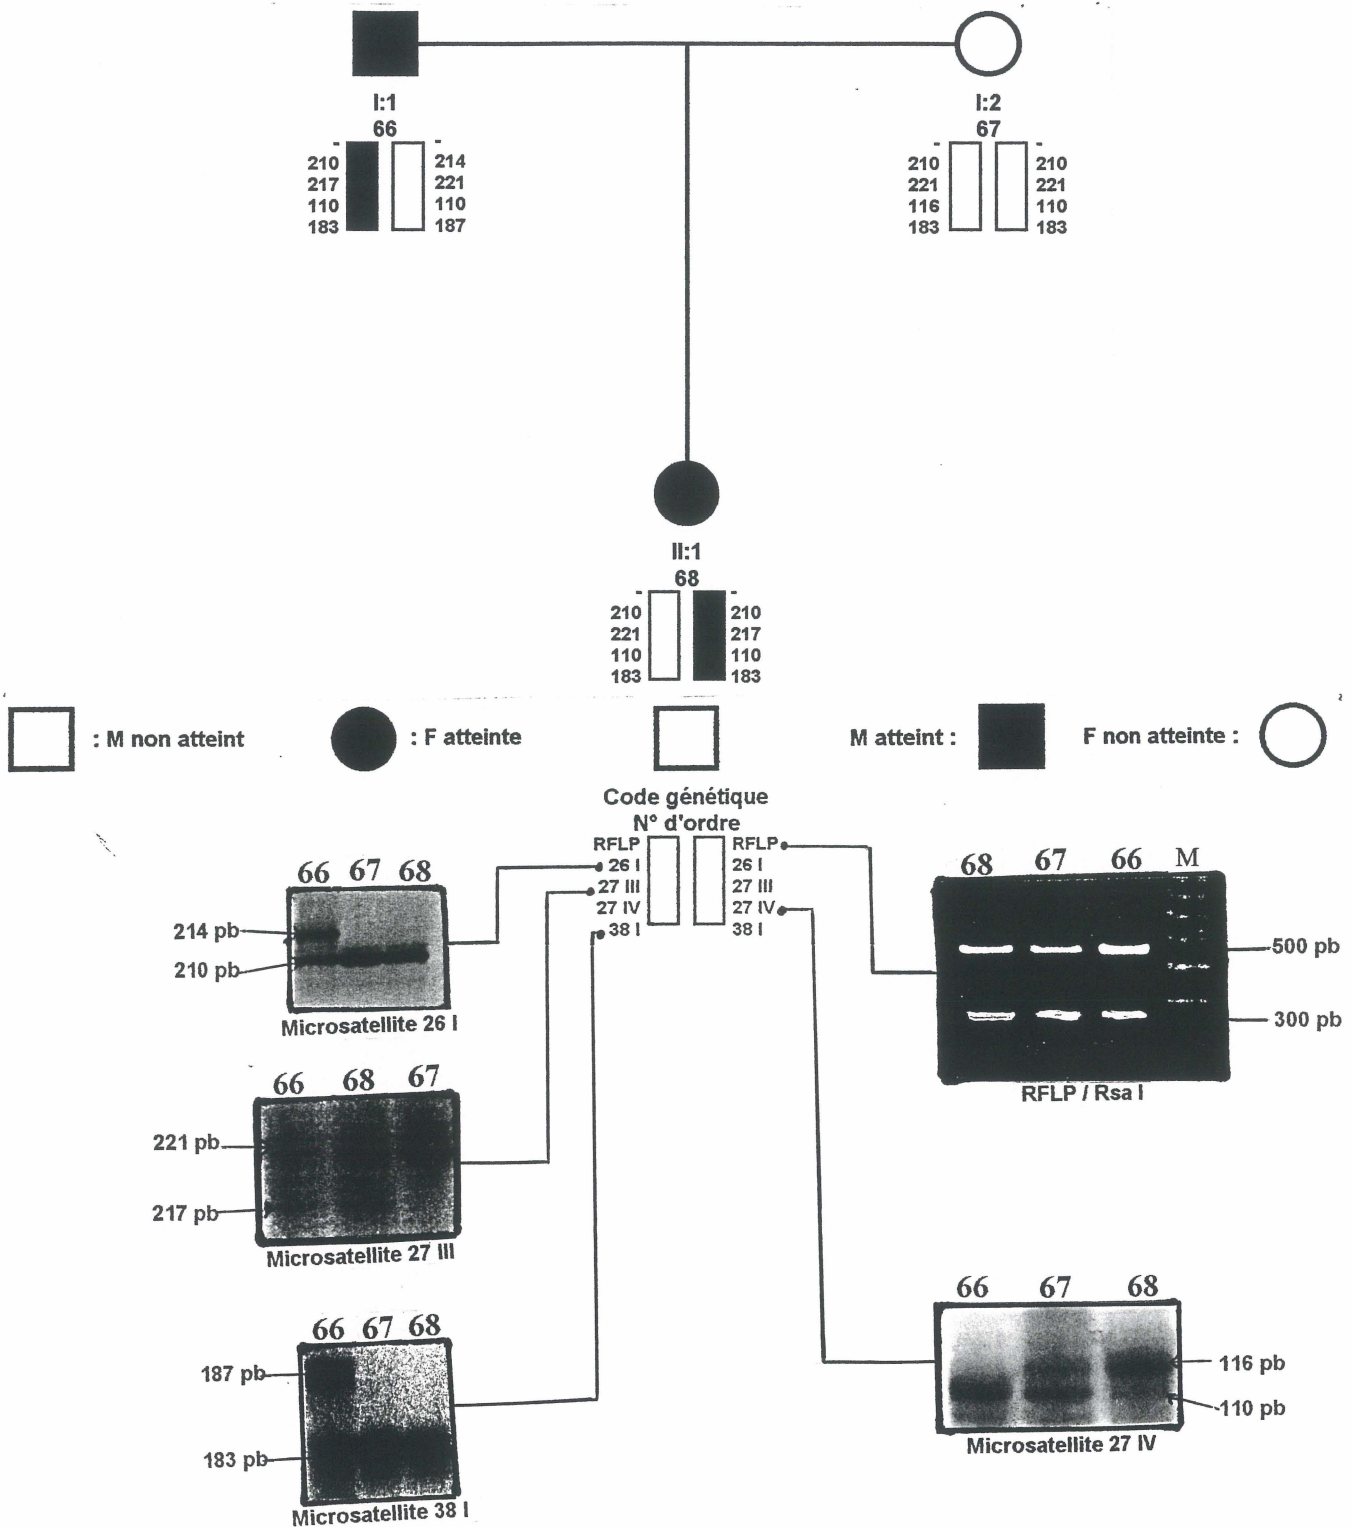 I:1
66
-
-
210
214
217
221
110
110
183
187
I:2
67
-
-
210
210
221
221
116
110
183
183
II:1
68
-
-
210
210
221
217
110
110
183
183
: M non atteint
: F atteinte
M atteint :
F non atteinte :
Code génétique
N° d'ordre
RFLP
RFLP
26 I
26 I
27 III
27 III
27 IV
27 IV
38 I
38 I
66 67 68
214 pb
210 pb
Microsatellite 26 I
66 68 67
221 pb
217 pb
Microsatellite 27 III
66 67 68
187 pb
183 pb
Microsatellite 38 I
68 67 66 M
500 pb
300 pb
RFLP / Rsa I
66 67 68
116 pb
110 pb
Microsatellite 27 IV